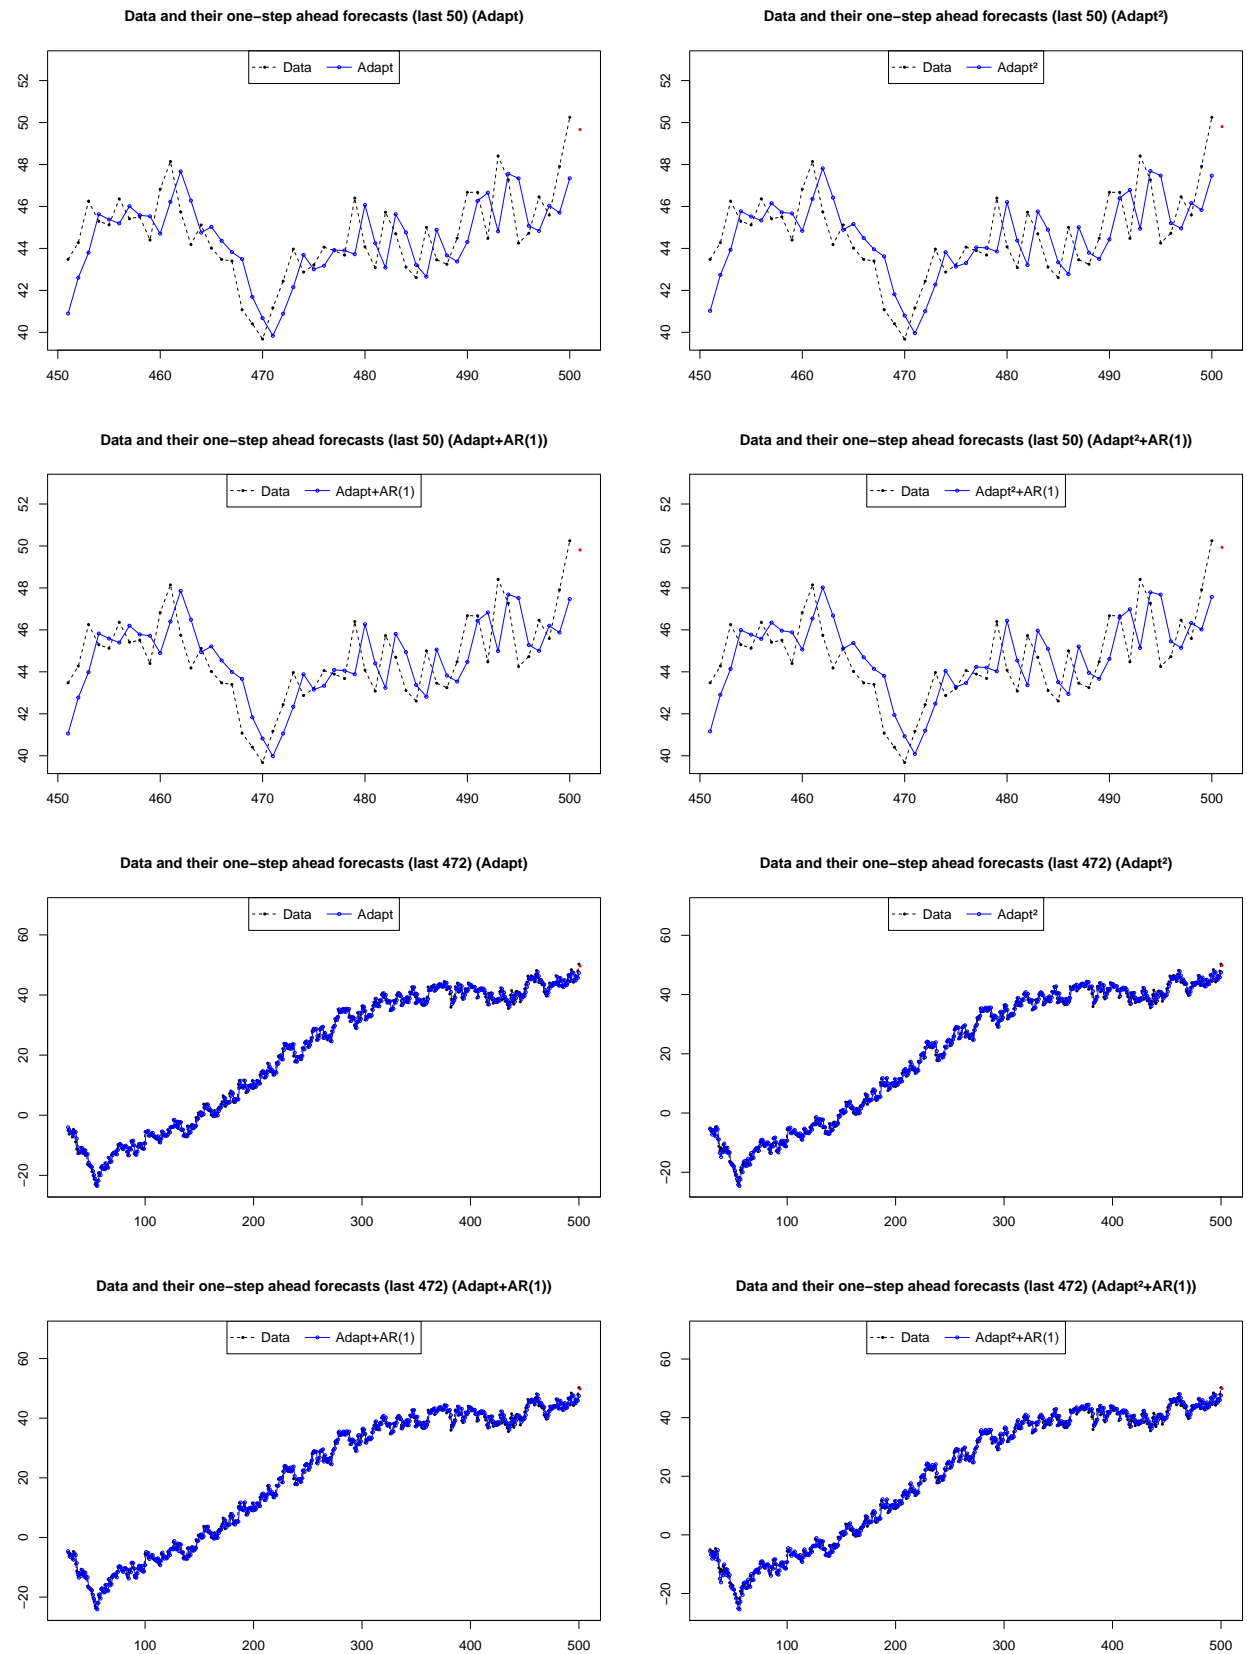 Data and their one−step ahead forecasts (last 50) (Adapt)
Data Adapt
52
50
48
46
44
42
40
450 460 470 480 490 500
Data and their one−step ahead forecasts (last 50) (Adapt²)
Data Adapt²
52
50
48
46
44
42
40
450 460 470 480 490 500
Data and their one−step ahead forecasts (last 50) (Adapt+AR(1))
Data Adapt+AR(1)
52
50
48
46
44
42
40
450 460 470 480 490 500
Data and their one−step ahead forecasts (last 50) (Adapt²+AR(1))
Data Adapt²+AR(1)
52
50
48
46
44
42
40
450 460 470 480 490 500
Data and their one−step ahead forecasts (last 472) (Adapt)
Data Adapt
60
40
20
0
−20
100 200 300 400 500
Data and their one−step ahead forecasts (last 472) (Adapt²)
Data Adapt²
60
40
20
0
−20
100 200 300 400 500
Data and their one−step ahead forecasts (last 472) (Adapt+AR(1))
Data Adapt+AR(1)
60
40
20
0
−20
100 200 300 400 500
Data and their one−step ahead forecasts (last 472) (Adapt²+AR(1))
Data Adapt²+AR(1)
60
40
20
0
−20
100 200 300 400 500